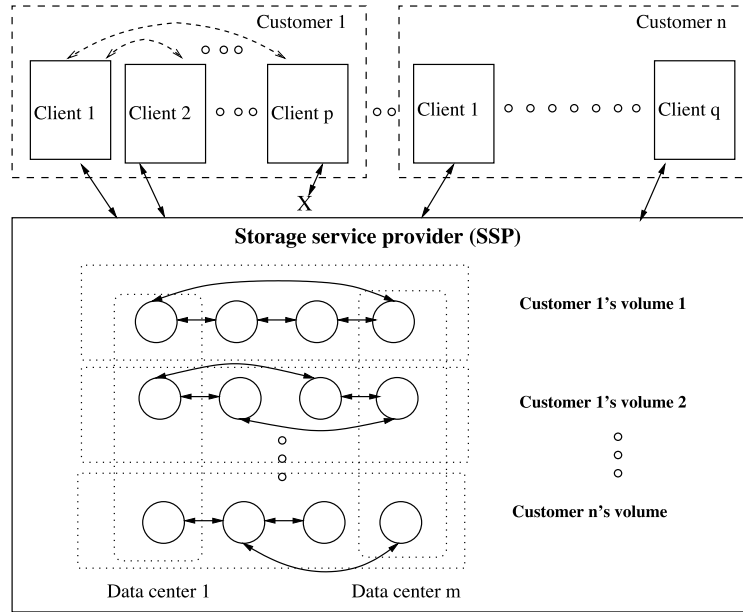 Customer 1
Customer n
Client 1
Client 2
Client p
Client 1
Client q
X
Storage service provider (SSP)
Customer 1's volume 1
Customer 1's volume 2
Customer n's volume
Data center 1
Data center m